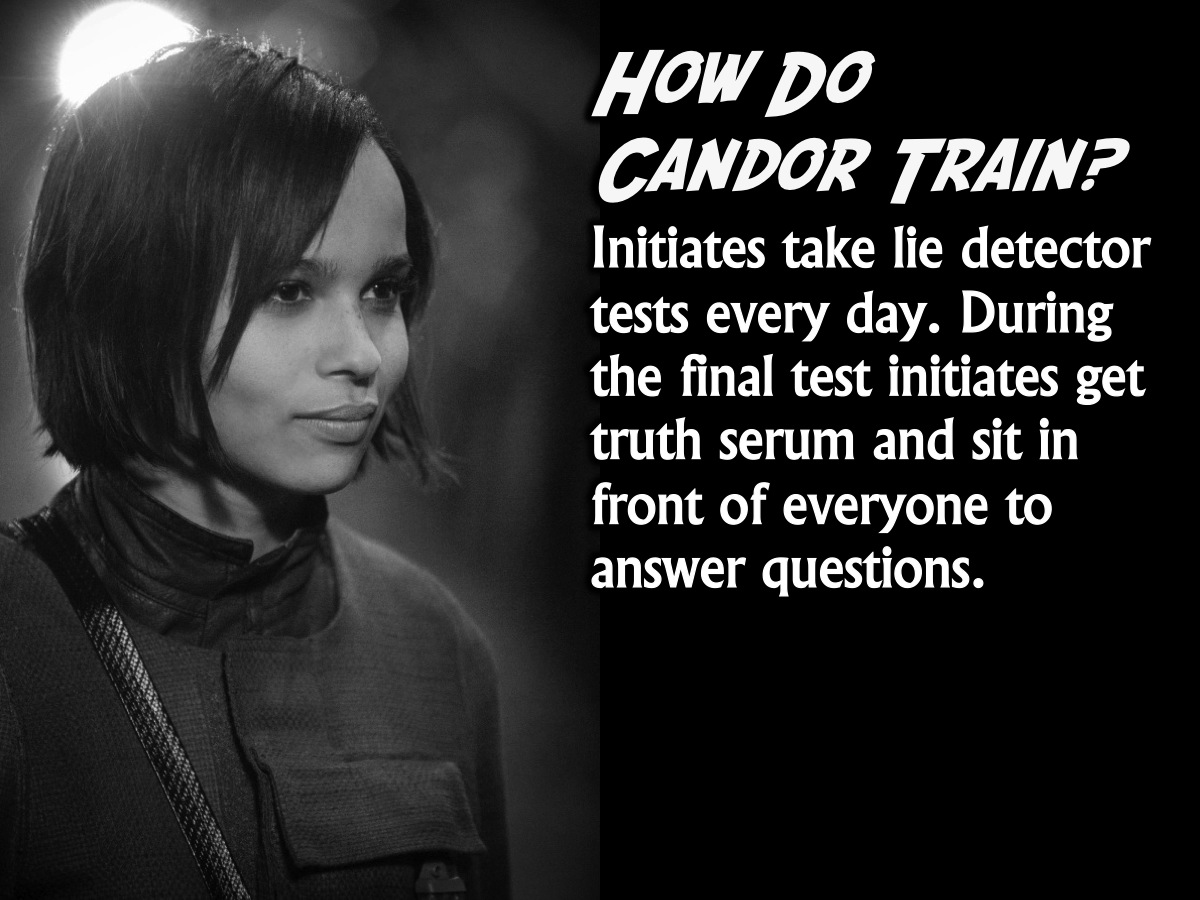 How Do
Candor Train?
Initiates take lie detector
tests every day. During
the final test initiates get
truth serum and sit in
front of everyone to
answer questions.